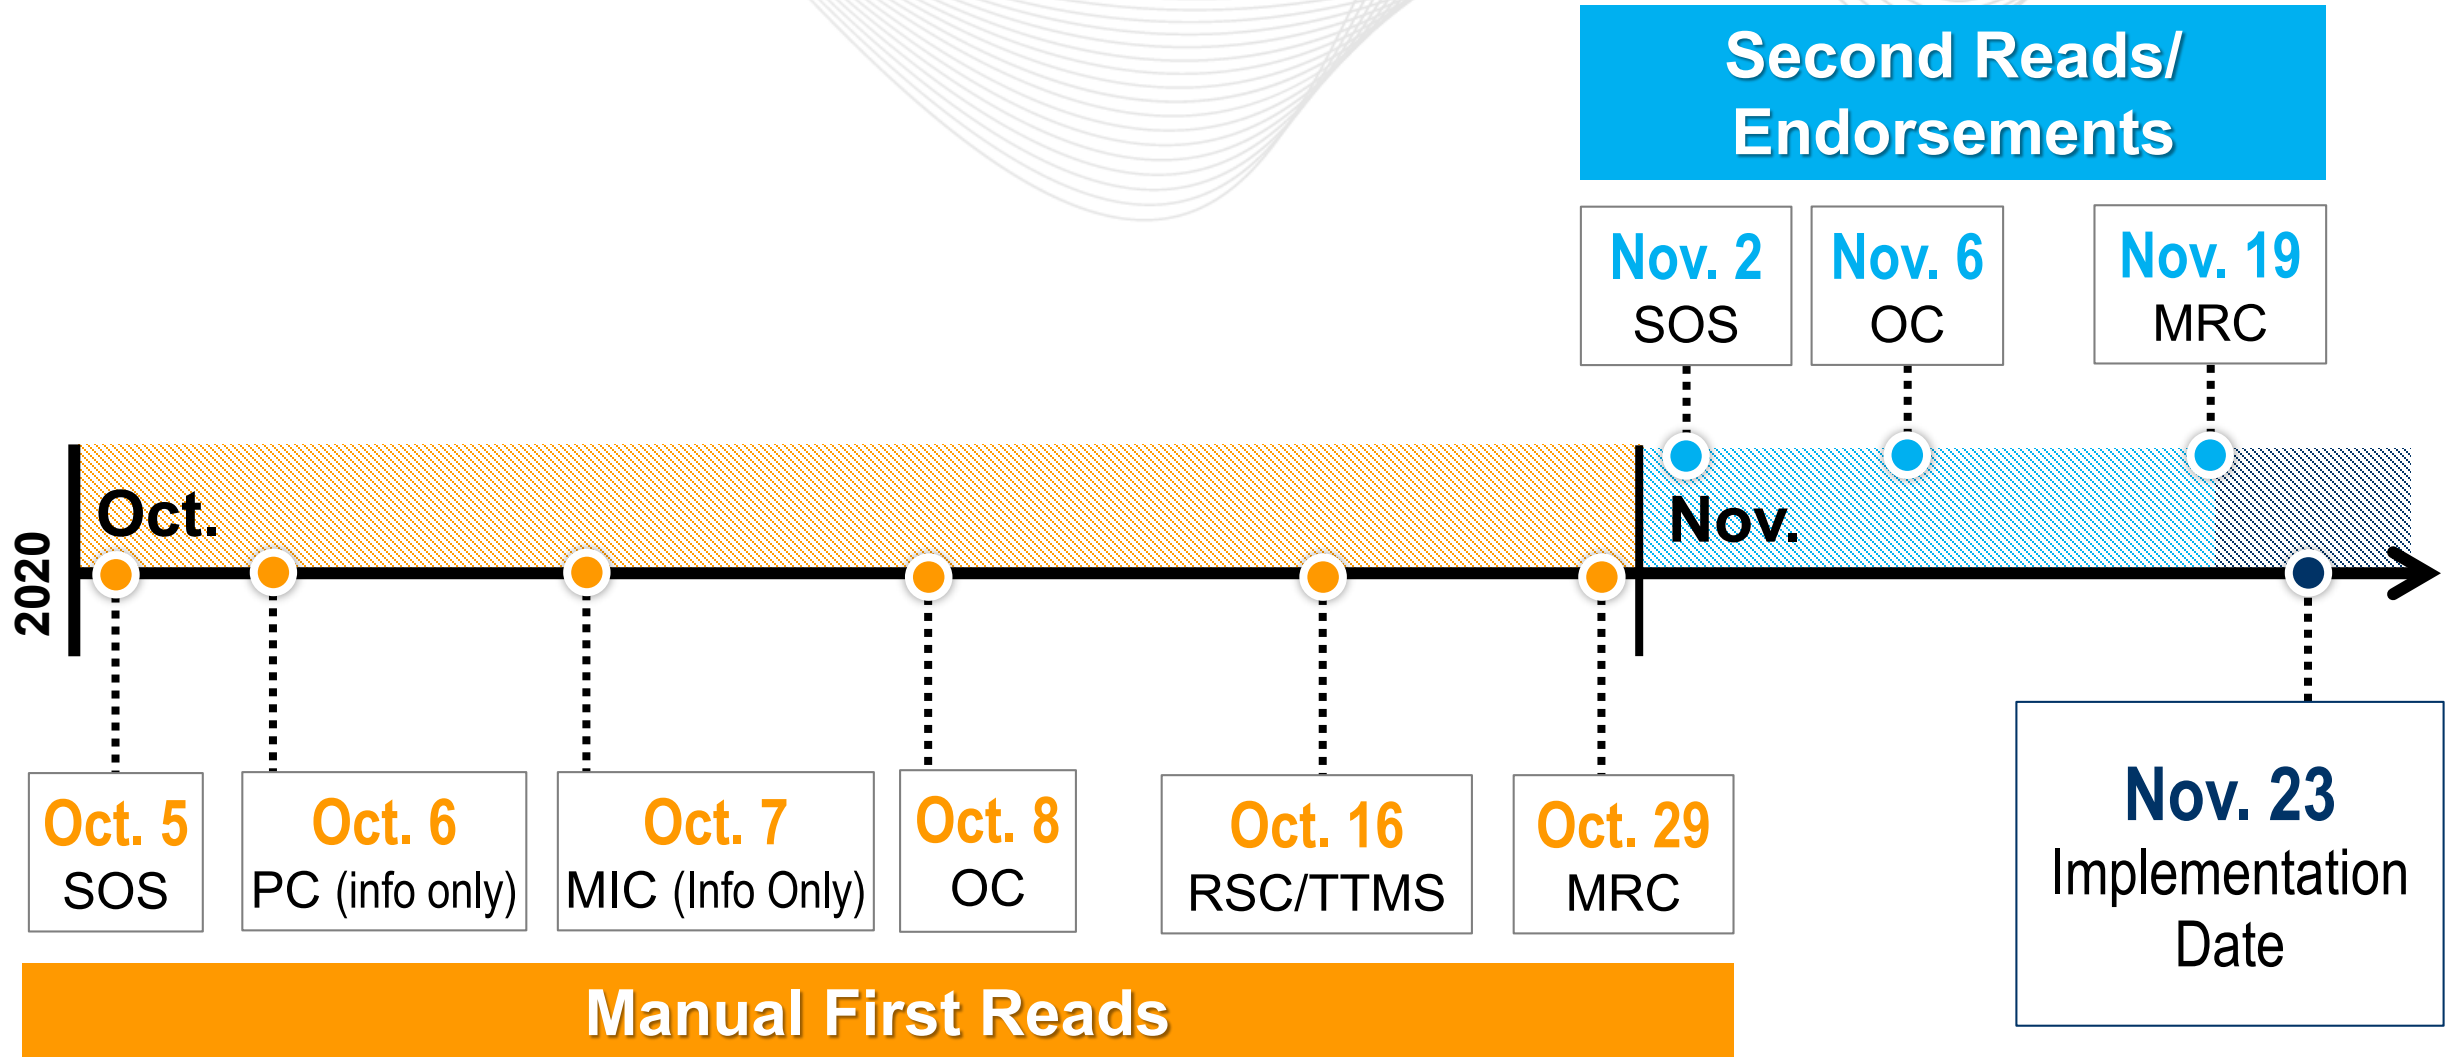 Second Reads/
Endorsements
Nov. 2
SOS
Nov. 6
OC
Nov. 19
MRC
2020
Oct.
Nov.
Oct. 5
SOS
Oct. 6
PC (info only)
Oct. 7
MIC (Info Only)
Oct. 8
OC
Oct. 16
RSC/TTMS
Oct. 29
MRC
Nov. 23
Implementation
Date
Manual First Reads